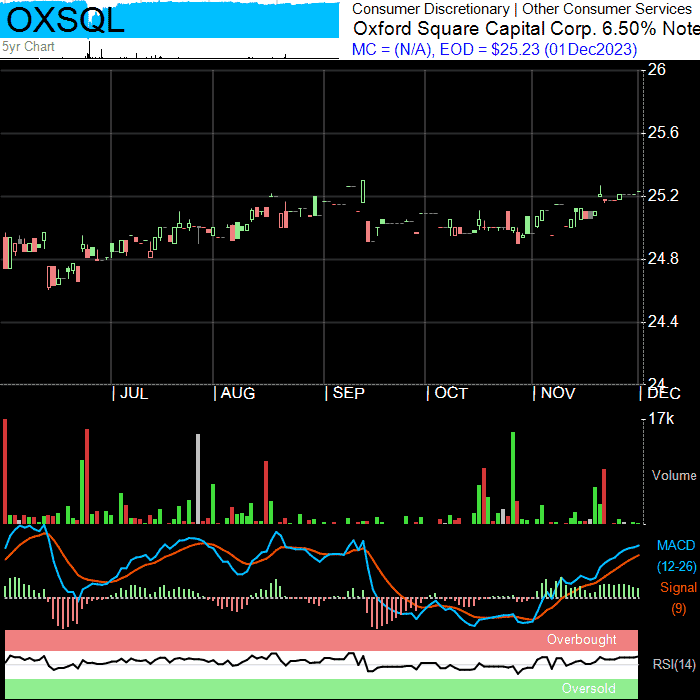 OXSQL
5yr Chart
Consumer Discretionary | Other Consumer Services
Oxford Square Capital Corp. 6.50% Note
MC = (N/A), EOD = $25.23 (01Dec2023)
26
25.6
25.2
24.8
24.4
24
JUL AUG SEP OCT NOV DEC
17k
Volume
MACD
(12-26)
Signal
(9)
Overbought
RSI(14)
Oversold